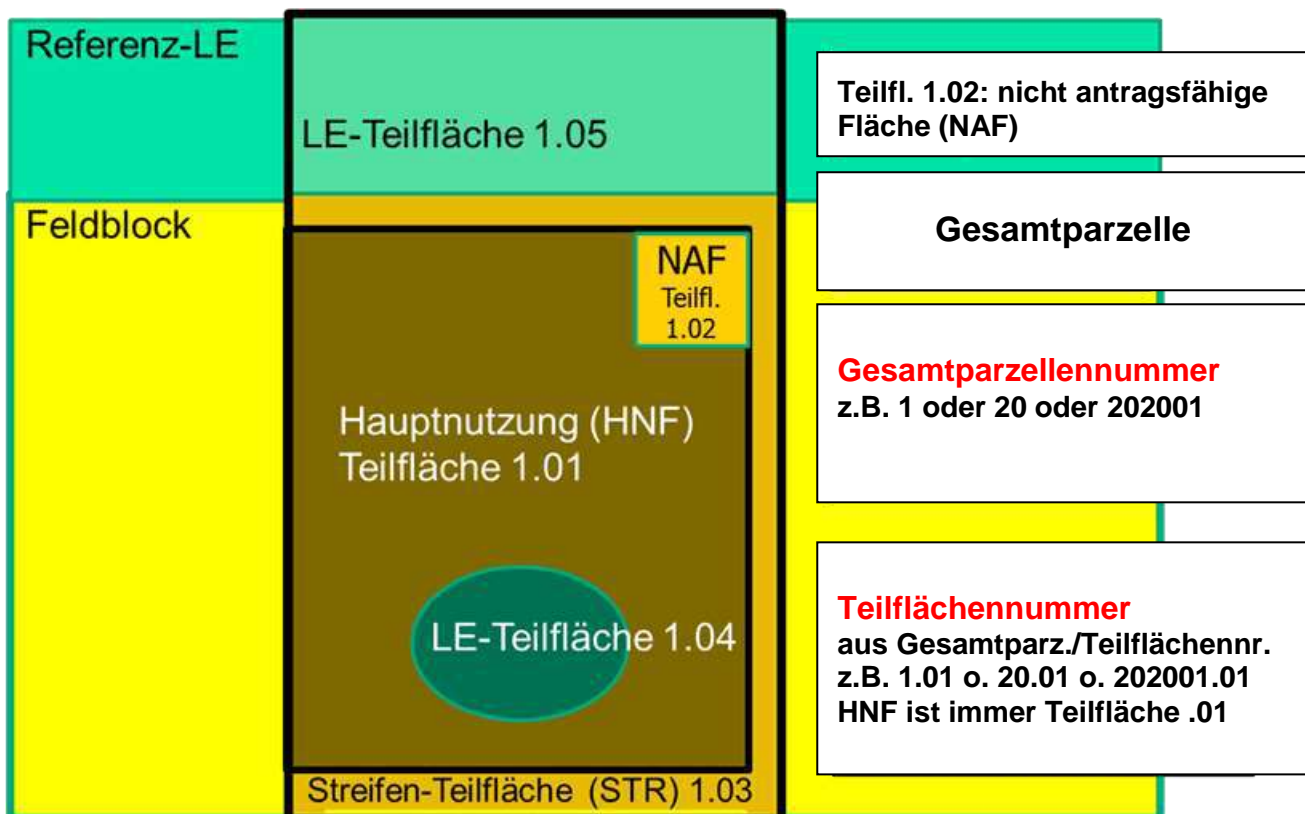 Referenz-LE
LE-Teilfläche 1.05
Feldblock
NAF
Teilfl.
1.02
Hauptnutzung (HNF)
Teilfläche 1.01
LE-Teilfläche 1.04
Streifen-Teilfläche (STR) 1.03
Teilfl. 1.02: nicht antragsfähige
Fläche (NAF)
Gesamtparzelle
Gesamtparzellennummer
z.B. 1 oder 20 oder 202001
Teilflächennummer
aus Gesamtparz./Teilflächennr.
z.B. 1.01 o. 20.01 o. 202001.01
HNF ist immer Teilfläche .01